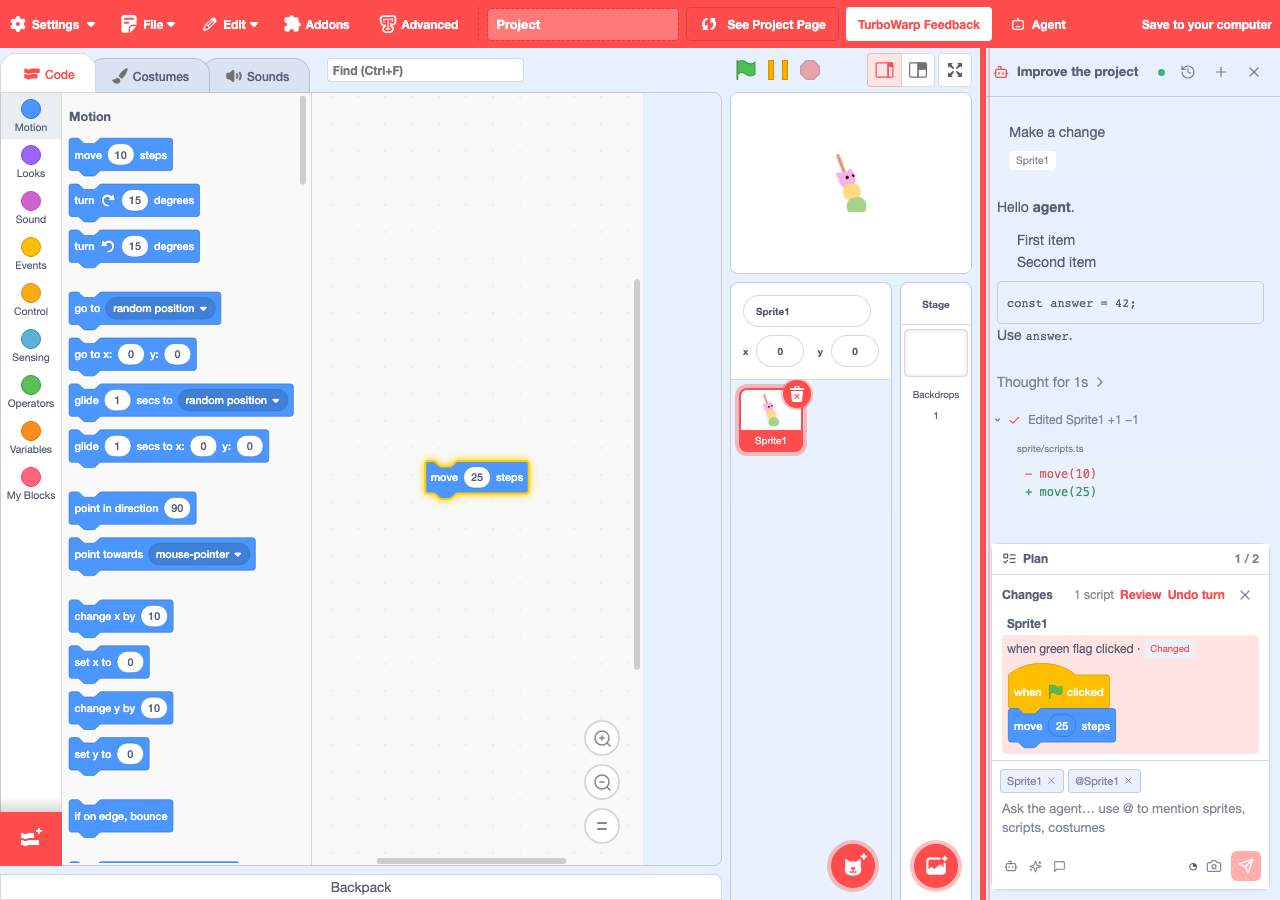 Settings File Edit Addons Advanced Project See Project Page TurboWarp Feedback Agent Save to your computer
Code Costumes Sounds
Find (Ctrl+F)
Motion
Looks
Sound
Events
Control
Sensing
Operators
Variables
My Blocks
Motion
move 10 steps
turn 15 degrees
turn 15 degrees
go to random position
go to x: 0 y: 0
glide 1 secs to random position
glide 1 secs to x: 0 y: 0
point in direction 90
point towards mouse-pointer
change x by 10
set x to 0
change y by 10
set y to 0
if on edge, bounce
move 25 steps
Backpack
Sprite1
x 0 y 0
Sprite1
Stage
Backdrops
1
Improve the project
Make a change
Sprite1
Hello agent.
First item
Second item
const answer = 42;
Use answer.
Thought for 1s
Edited Sprite1 +1 −1
sprite/scripts.ts
− move(10)
+ move(25)
Plan 1 / 2
Changes 1 script Review Undo turn
Sprite1
when green flag clicked · Changed
when clicked
move 25 steps
Sprite1 @Sprite1
Ask the agent… use @ to mention sprites,
scripts, costumes